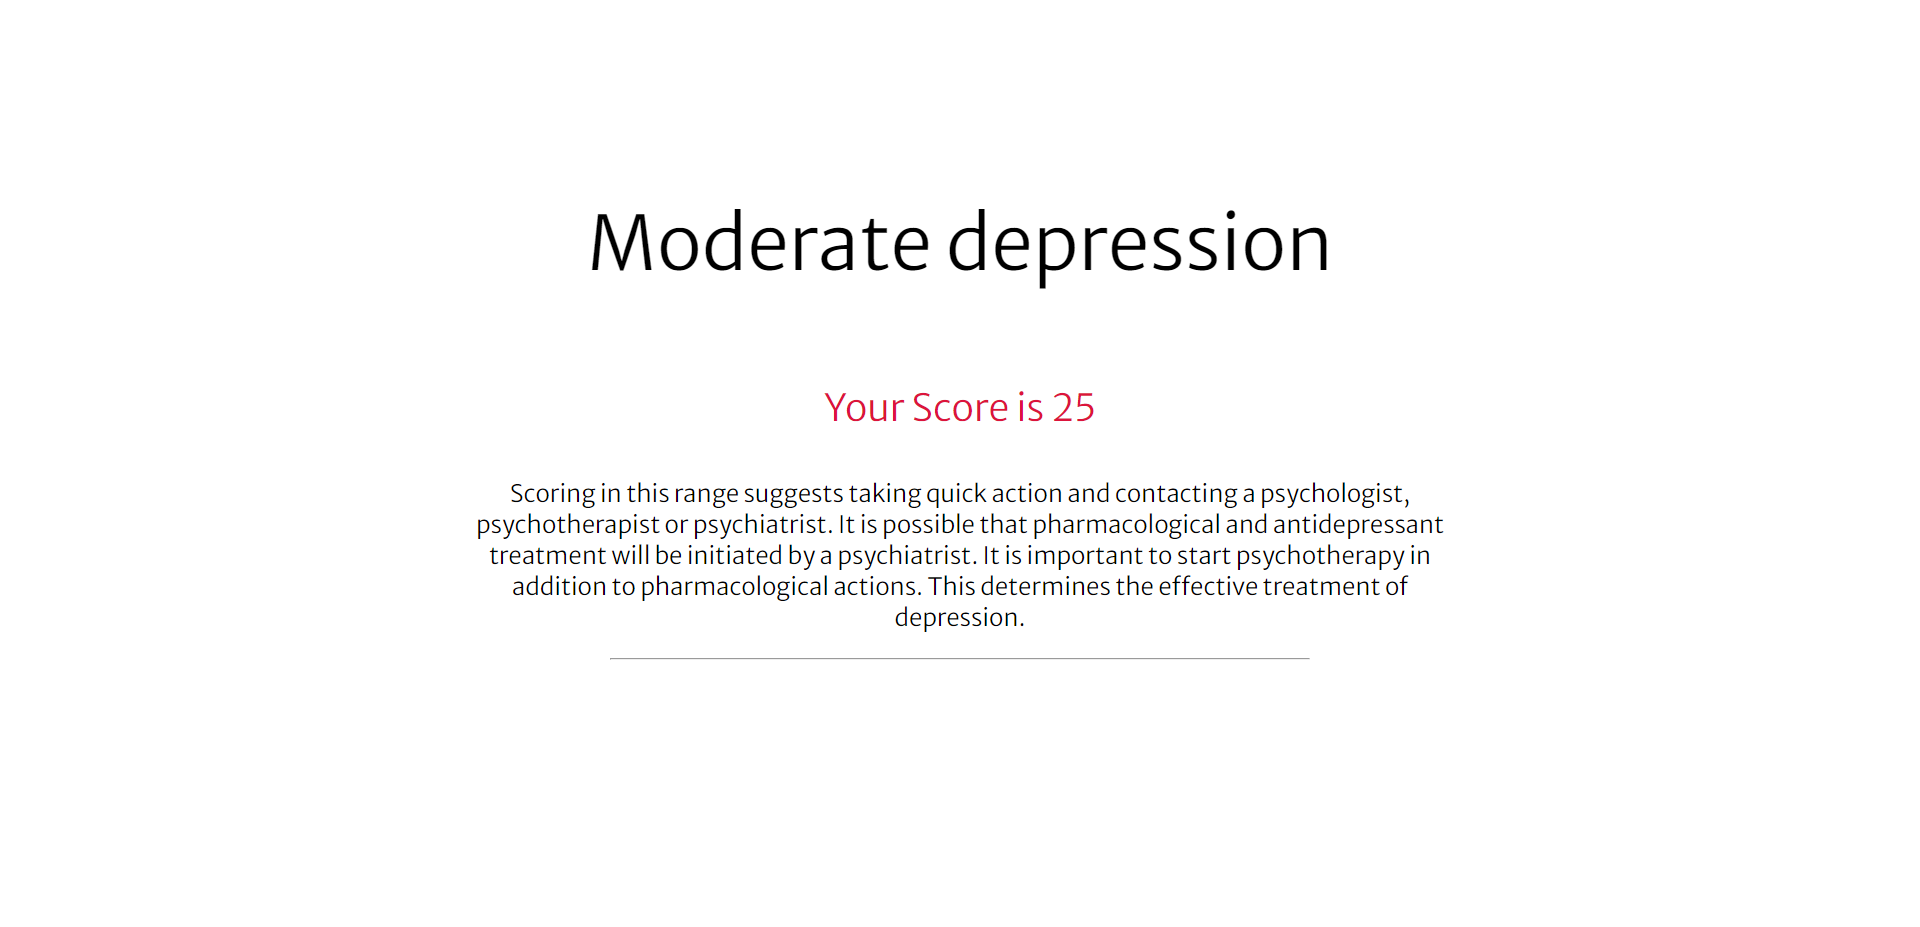 Moderate depression
Your Score is 25
Scoring in this range suggests taking quick action and contacting a psychologist,
psychotherapist or psychiatrist. It is possible that pharmacological and antidepressant
treatment will be initiated by a psychiatrist. It is important to start psychotherapy in
addition to pharmacological actions. This determines the effective treatment of
depression.